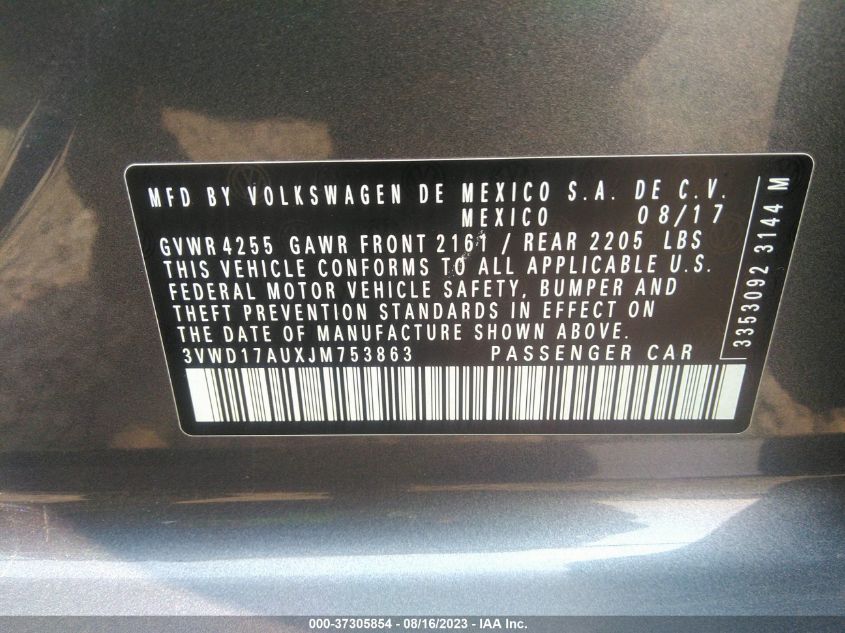 MFD BY VOLKSWAGEN DE MEXICO S.A. DE C.V.
MEXICO 08/17
GVWR 4255 GAWR FRONT 2161 / REAR 2205 LBS
THIS VEHICLE CONFORMS TO ALL APPLICABLE U.S.
FEDERAL MOTOR VEHICLE SAFETY, BUMPER AND
THEFT PREVENTION STANDARDS IN EFFECT ON
THE DATE OF MANUFACTURE SHOWN ABOVE.
3VWD17AUXJM753863 PASSENGER CAR
3353092 3144 M
000-37305854 - 08/16/2023 - IAA Inc.